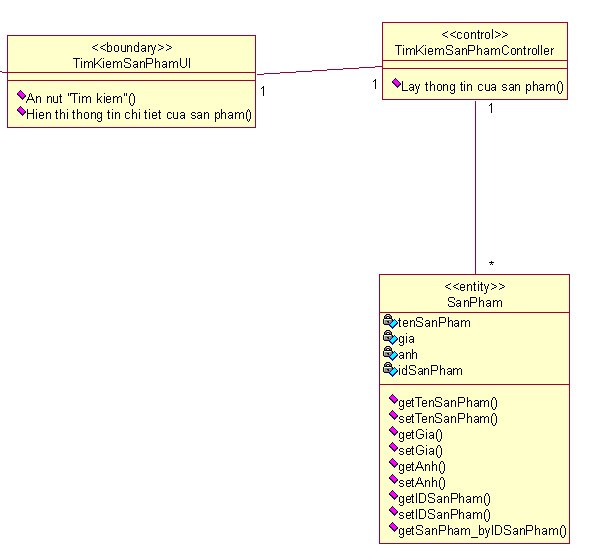 <<boundary>>
TimKiemSanPhamUI
An nut "Tim kiem"()
Hien thi thong tin chi tiet cua san pham()
1
1
<<control>>
TimKiemSanPhamController
Lay thong tin cua san pham()
1
*
<<entity>>
SanPham
tenSanPham
gia
anh
idSanPham
getTenSanPham()
setTenSanPham()
getGia()
setGia()
getAnh()
setAnh()
getIDSanPham()
setIDSanPham()
getSanPham_byIDSanPham()